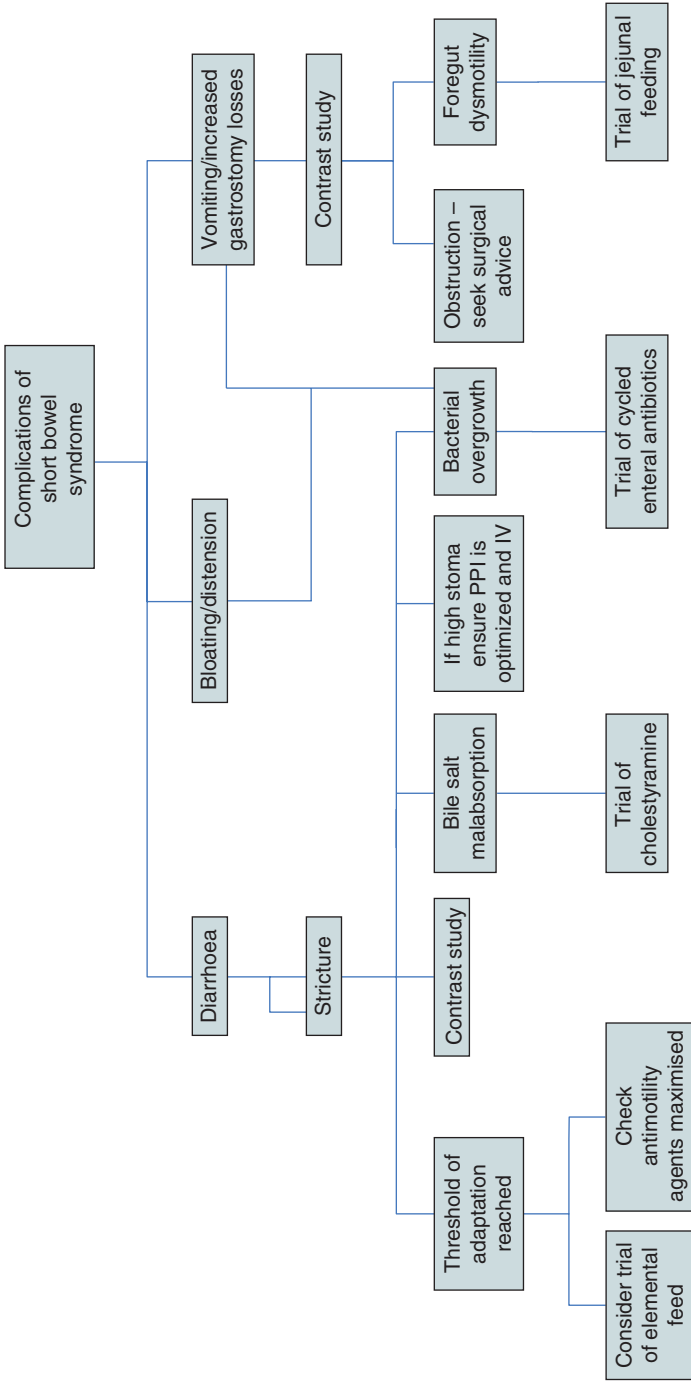 Complications of
short bowel
syndrome
Diarrhoea
Bloating/distension
Vomiting/increased
gastrostomy losses
Stricture
Contrast study
Threshold of
adaptation
reached
Contrast study
Bile salt
malabsorption
If high stoma
ensure PPI is
optimized and IV
Bacterial
overgrowth
Obstruction –
seek surgical
advice
Foregut
dysmotility
Consider trial
of elemental
feed
Check
antimotility
agents maximised
Trial of
cholestyramine
Trial of cycled
enteral antibiotics
Trial of jejunal
feeding